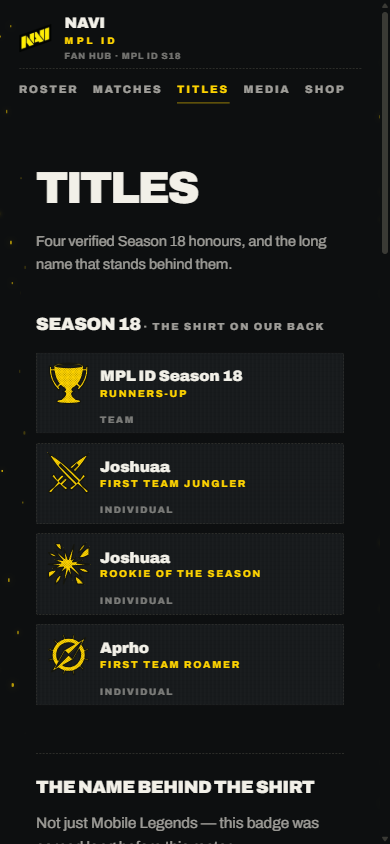 NAVI
NAVI
MPL ID
FAN HUB · MPL ID S18
ROSTER MATCHES TITLES MEDIA SHOP
TITLES
Four verified Season 18 honours, and the long
name that stands behind them.
SEASON 18 · THE SHIRT ON OUR BACK
MPL ID Season 18
RUNNERS-UP
TEAM
Joshuaa
FIRST TEAM JUNGLER
INDIVIDUAL
Joshuaa
ROOKIE OF THE SEASON
INDIVIDUAL
Aprho
FIRST TEAM ROAMER
INDIVIDUAL
THE NAME BEHIND THE SHIRT
Not just Mobile Legends — this badge was